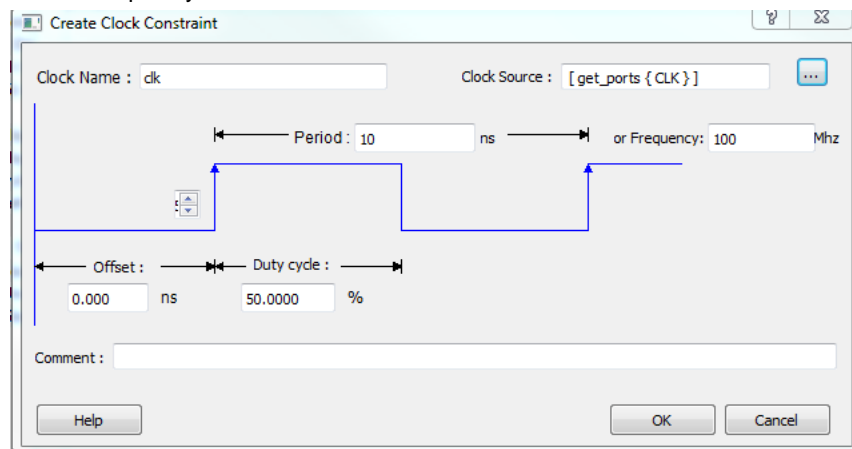 Create Clock Constraint
Clock Name : clk Clock Source : [ get_ports { CLK } ] ...
Period : 10 ns or Frequency: 100 Mhz
Offset : Duty cycle :
0.000 ns 50.0000 %
Comment :
Help OK Cancel